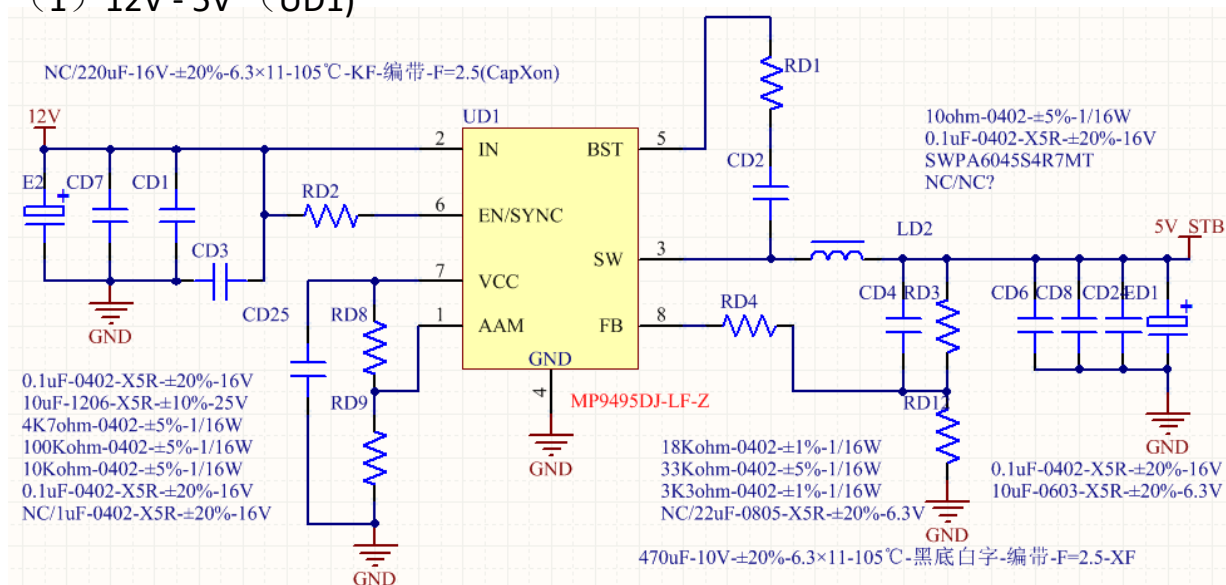 （1）12V - 5V （UD1)
NC/220uF-16V-±20%-6.3×11-105℃-KF-编带-F=2.5(CapXon)
12V
UD1
2
IN
BST
5
RD1
10ohm-0402-±5%-1/16W
0.1uF-0402-X5R-±20%-16V
SWPA6045S4R7MT
NC/NC?
E2
CD7
CD1
RD2
6
EN/SYNC
CD2
CD3
SW
3
LD2
5V_STB
CD25
RD8
7
VCC
RD4
CD4
RD3
CD6
CD8
CD24
ED1
1
AAM
FB
8
GND
GND
4
MP9495DJ-LF-Z
RD9
RD12
0.1uF-0402-X5R-±20%-16V
10uF-1206-X5R-±10%-25V
4K7ohm-0402-±5%-1/16W
100Kohm-0402-±5%-1/16W
10Kohm-0402-±5%-1/16W
0.1uF-0402-X5R-±20%-16V
NC/1uF-0402-X5R-±20%-16V
GND
GND
18Kohm-0402-±1%-1/16W
33Kohm-0402-±5%-1/16W
3K3ohm-0402-±1%-1/16W
NC/22uF-0805-X5R-±20%-6.3V
GND
GND
0.1uF-0402-X5R-±20%-16V
10uF-0603-X5R-±20%-6.3V
470uF-10V-±20%-6.3×11-105℃-黑底白字-编带-F=2.5-XF